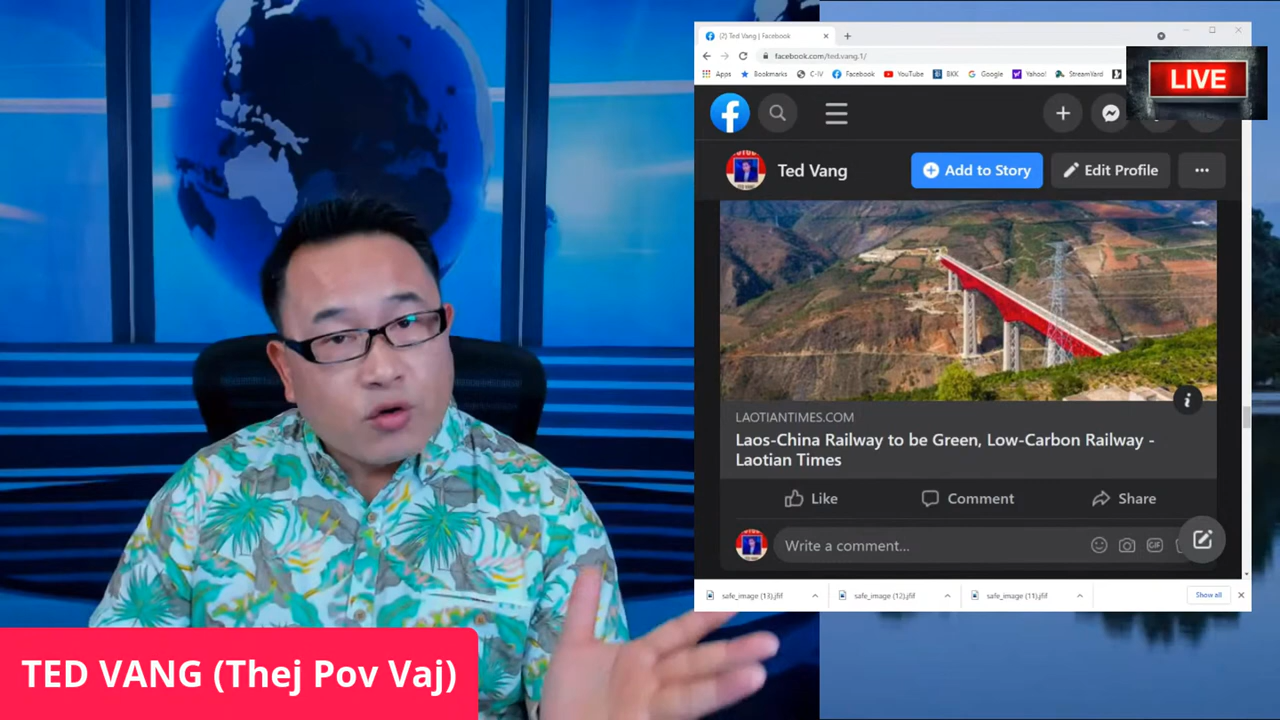 (2) Ted Vang | Facebook
facebook.com/ted.vang.1/
Apps Bookmarks C-IV Facebook YouTube BKK Google Yahoo! StreamYard
LIVE
Ted Vang
Add to Story
Edit Profile
LAOTIANTIMES.COM
Laos-China Railway to be Green, Low-Carbon Railway -
Laotian Times
Like Comment Share
Write a comment...
GIF
safe_image (13).jfif
safe_image (12).jfif
safe_image (11).jfif
Show all
TED VANG (Thej Pov Vaj)